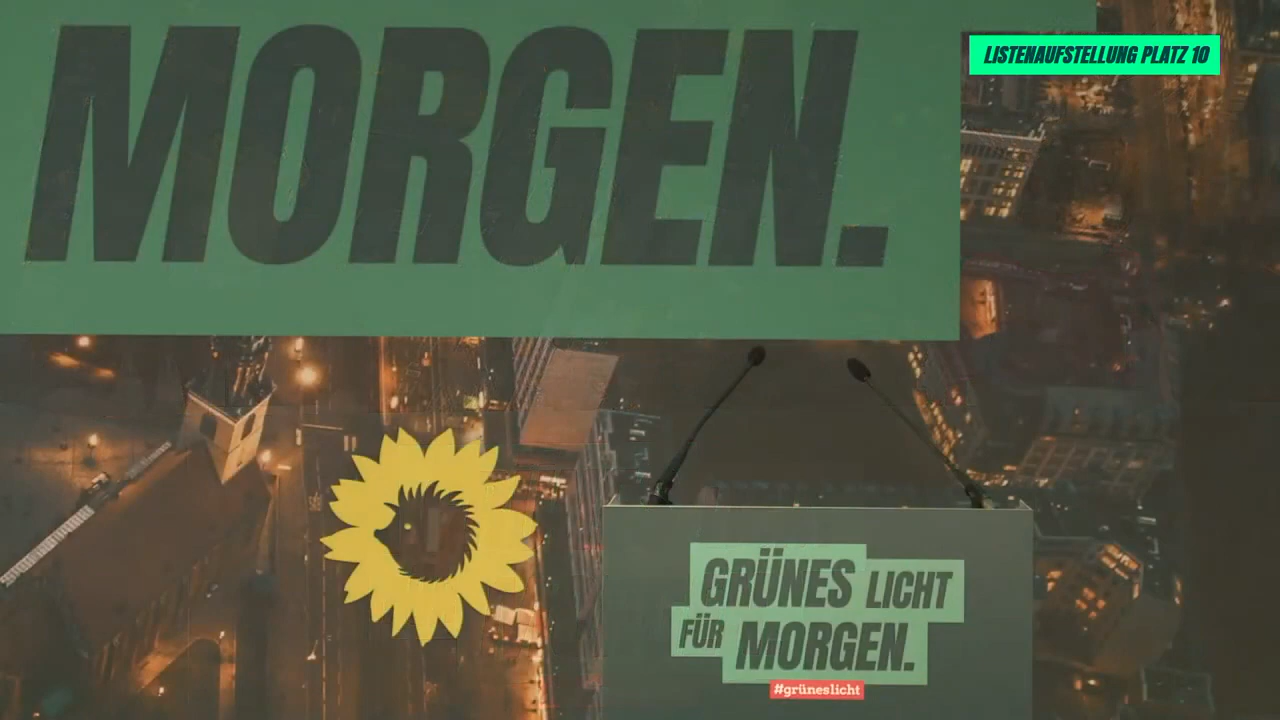 MORGEN.
LISTENAUFSTELLUNG PLATZ 10
GRÜNES LICHT
FÜR MORGEN.
#grüneslicht